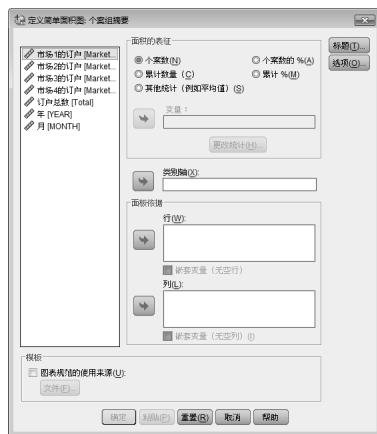 定义简单面积图: 个案组摘要
市场1的订户 [Market...
市场2的订户 [Market...
市场3的订户 [Market...
市场4的订户 [Market...
订户总数 [Total]
年 [YEAR]
月 [MONTH]
面积的表征
个案数(N)
个案数的 %(A)
累计数量 (C)
累计 %(M)
其他统计 (例如平均值) (S)
变量:
更改统计(H)...
类别轴(X):
面板依据
行(W):
嵌套变量 (无空行)
列(L):
嵌套变量 (无空列) (I)
标题(T)...
选项(O)...
模板
图表规范的使用来源(U):
文件(F)...
确定
粘贴(P)
重置(R)
取消
帮助